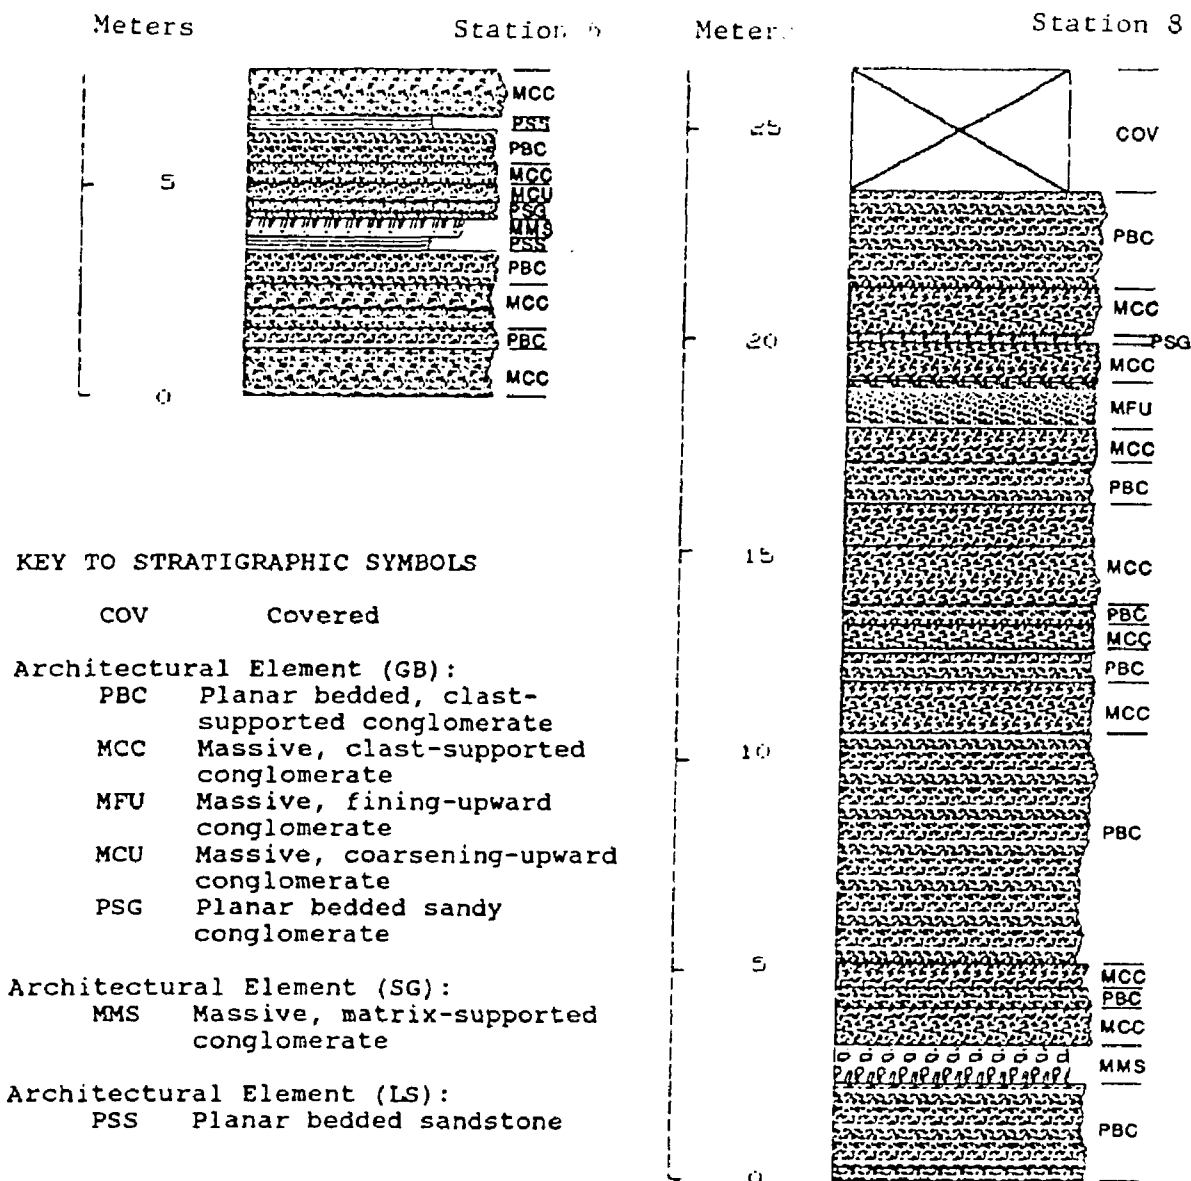 Meters
Station 6
MCC
PSS
PBC
MCC
MCU
PSG
MMS
PSS
PBC
MCC
PBC
MCC
5
0
KEY TO STRATIGRAPHIC SYMBOLS
COV Covered
Architectural Element (GB):
PBC Planar bedded, clast-
supported conglomerate
MCC Massive, clast-supported
conglomerate
MFU Massive, fining-upward
conglomerate
MCU Massive, coarsening-upward
conglomerate
PSG Planar bedded sandy
conglomerate
Architectural Element (SG):
MMS Massive, matrix-supported
conglomerate
Architectural Element (LS):
PSS Planar bedded sandstone
Station 8
25
20
15
10
5
0
COV
PBC
MCC
PSG
MCC
MFU
MCC
PBC
MCC
PBC
MCC
PBC
MCC
PBC
MCC
PBC
MCC
MMS
PBC